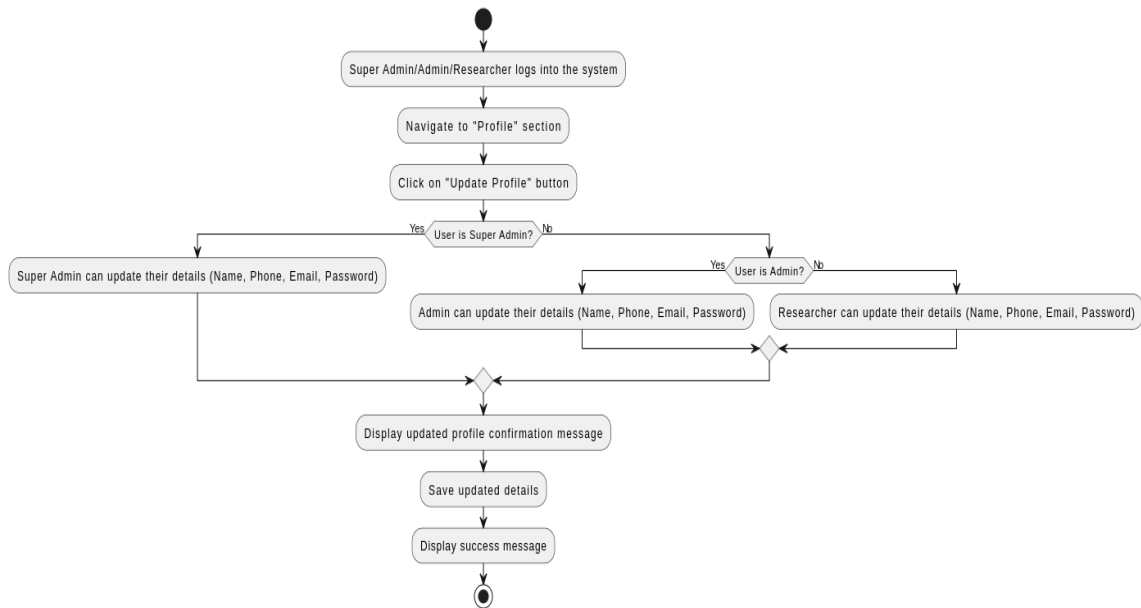 Super Admin/Admin/Researcher logs into the system
Navigate to "Profile" section
Click on "Update Profile" button
Yes
User is Super Admin?
No
Super Admin can update their details (Name, Phone, Email, Password)
Yes
User is Admin?
No
Admin can update their details (Name, Phone, Email, Password)
Researcher can update their details (Name, Phone, Email, Password)
Display updated profile confirmation message
Save updated details
Display success message